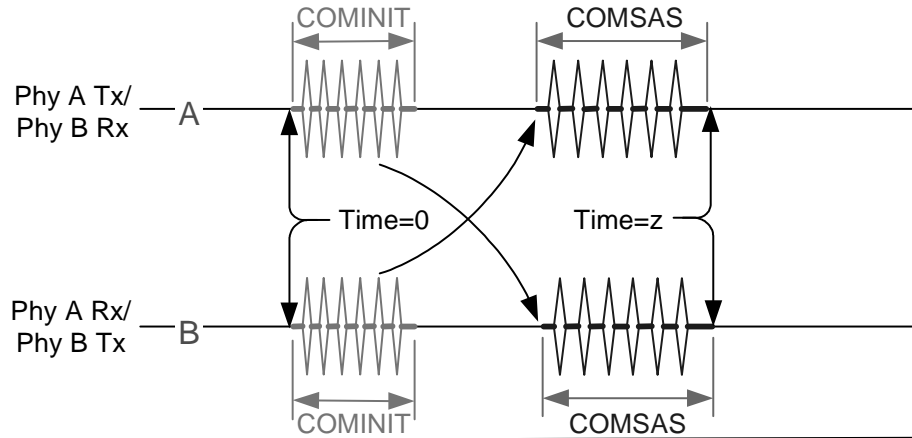 COMINIT
COMSAS
Phy A Tx/
Phy B Rx
A
Time=0
Time=z
Phy A Rx/
Phy B Tx
B
COMINIT
COMSAS